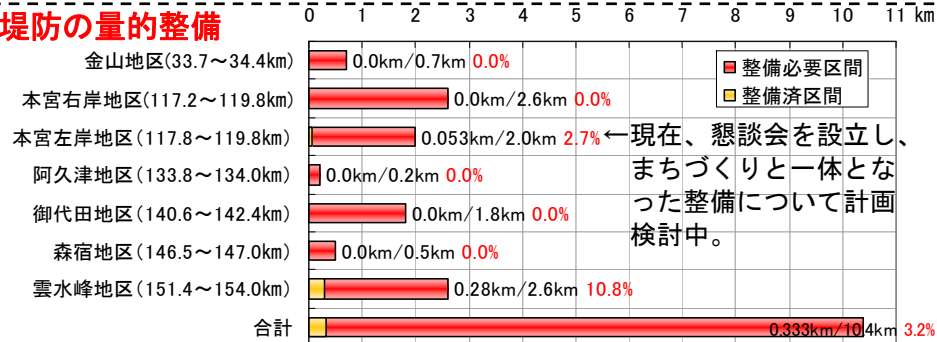 堤防の量的整備
0 1 2 3 4 5 6 7 8 9 10 11 km
金山地区(33.7～34.4km) 0.0km/0.7km 0.0%
本宮右岸地区(117.2～119.8km) 0.0km/2.6km 0.0%
本宮左岸地区(117.8～119.8km) 0.053km/2.0km 2.7%
阿久津地区(133.8～134.0km) 0.0km/0.2km 0.0%
御代田地区(140.6～142.4km) 0.0km/1.8km 0.0%
森宿地区(146.5～147.0km) 0.0km/0.5km 0.0%
雲水峰地区(151.4～154.0km) 0.28km/2.6km 10.8%
合計 0.333km/10.4km 3.2%
整備必要区間
整備済区間
←現在、懇談会を設立し、
まちづくりと一体とな
った整備について計画
検討中。